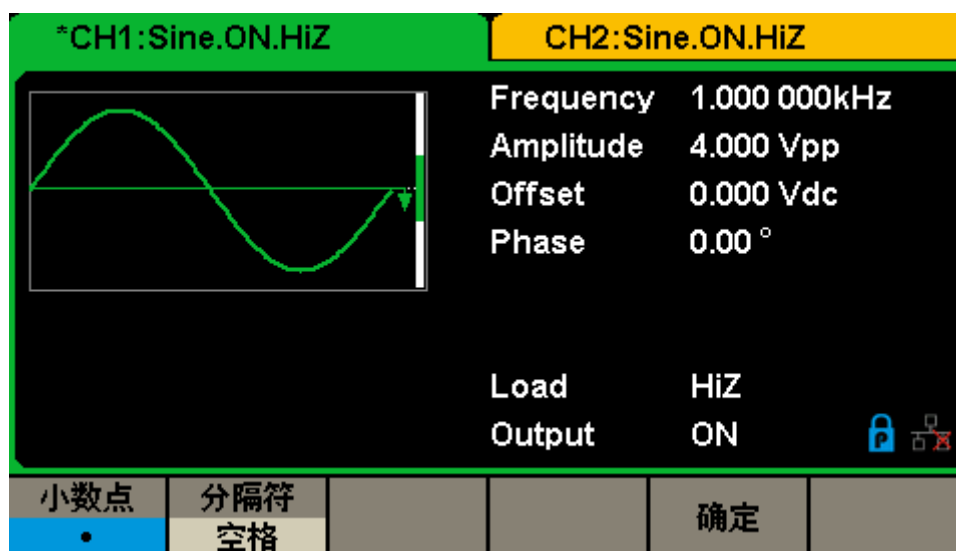 *CH1:Sine.ON.HiZ
CH2:Sine.ON.HiZ
Frequency 1.000 000kHz
Amplitude 4.000 Vpp
Offset 0.000 Vdc
Phase 0.00 °
Load HiZ
Output ON
小数点 分隔符
. 空格
确定